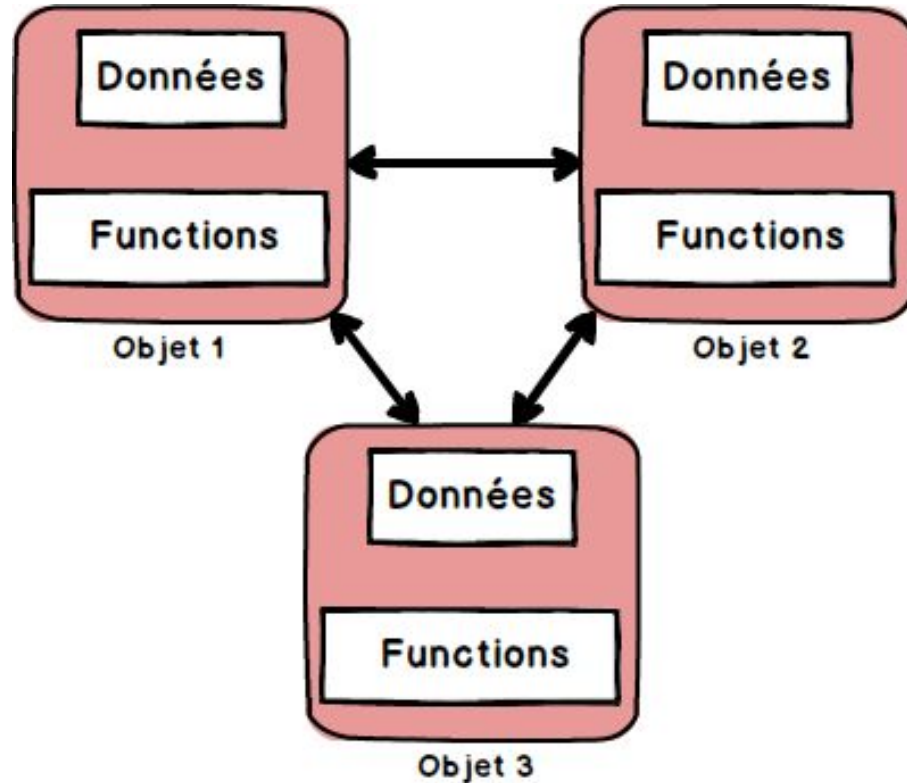 Données
Données
Functions
Functions
Objet 1
Objet 2
Données
Functions
Objet 3